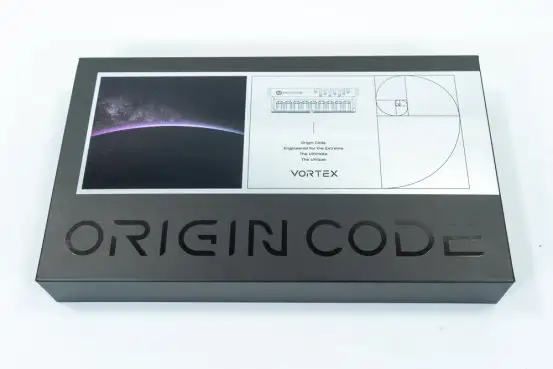 Origin Code
Engineered for the Extreme
The Ultimate
The Unique
VORTEX
ORIGIN CODE